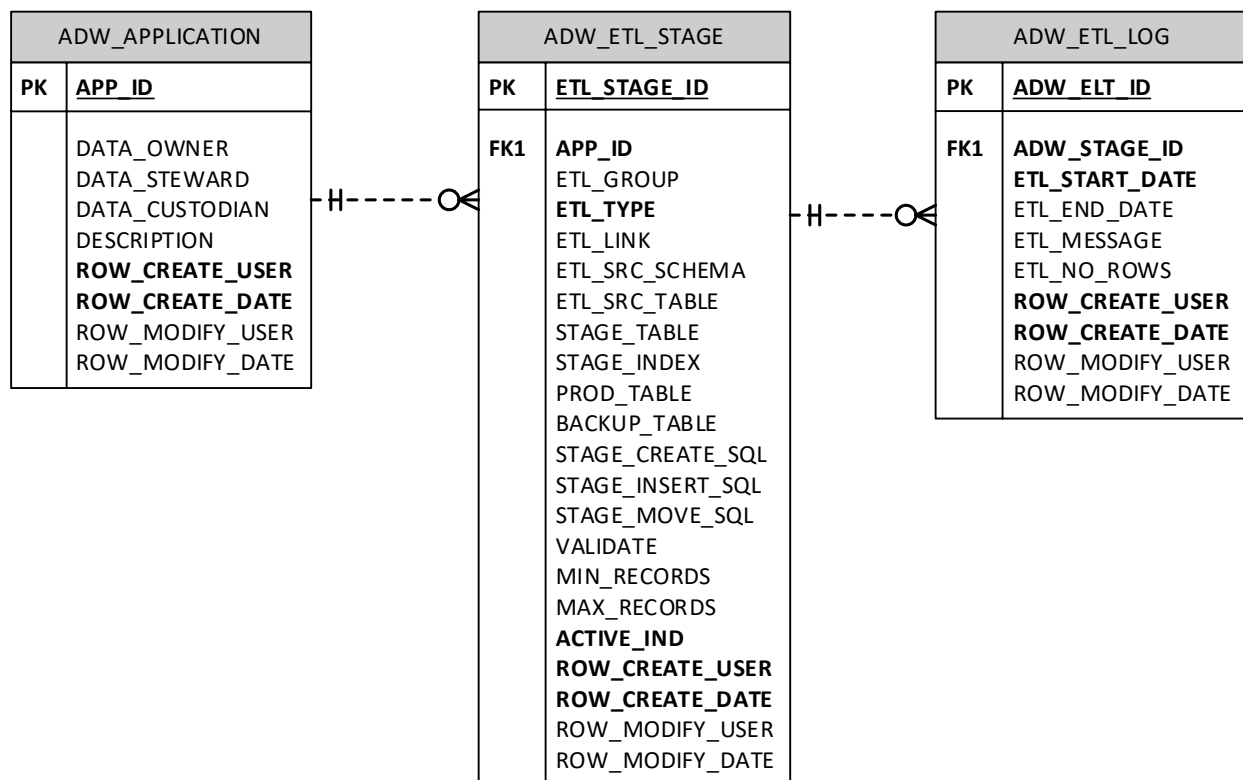 ADW_APPLICATION
PK APP_ID
DATA_OWNER
DATA_STEWARD
DATA_CUSTODIAN
DESCRIPTION
ROW_CREATE_USER
ROW_CREATE_DATE
ROW_MODIFY_USER
ROW_MODIFY_DATE
ADW_ETL_STAGE
PK ETL_STAGE_ID
FK1 APP_ID
ETL_GROUP
ETL_TYPE
ETL_LINK
ETL_SRC_SCHEMA
ETL_SRC_TABLE
STAGE_TABLE
STAGE_INDEX
PROD_TABLE
BACKUP_TABLE
STAGE_CREATE_SQL
STAGE_INSERT_SQL
STAGE_MOVE_SQL
VALIDATE
MIN_RECORDS
MAX_RECORDS
ACTIVE_IND
ROW_CREATE_USER
ROW_CREATE_DATE
ROW_MODIFY_USER
ROW_MODIFY_DATE
ADW_ETL_LOG
PK ADW_ELT_ID
FK1 ADW_STAGE_ID
ETL_START_DATE
ETL_END_DATE
ETL_MESSAGE
ETL_NO_ROWS
ROW_CREATE_USER
ROW_CREATE_DATE
ROW_MODIFY_USER
ROW_MODIFY_DATE